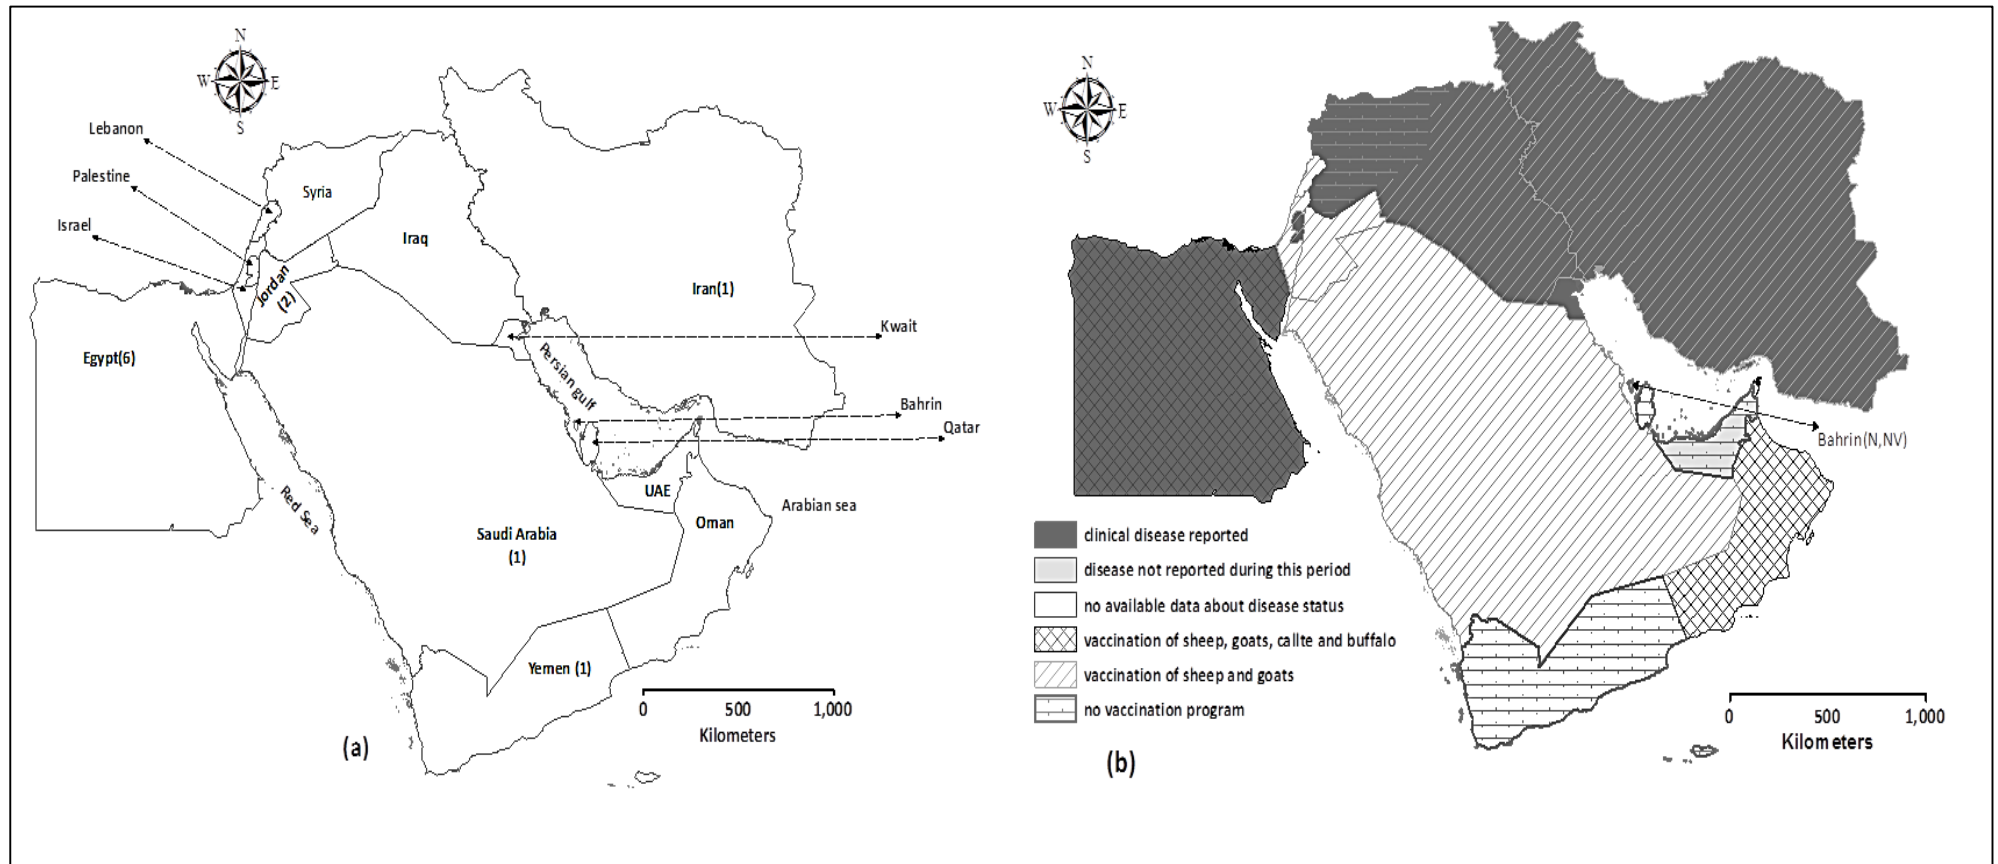 N
W E
S
Lebanon
Palestine
Israel
Syria
Iraq
Jordan
(2)
Iran(1)
Egypt(6)
Kwait
Persian gulf
Bahrin
Qatar
Red Sea
UAE
Oman
Arabian sea
Saudi Arabia
(1)
Yemen (1)
0 500 1,000
Kilometers
(a)
N
W E
S
Bahrin(N,NV)
clinical disease reported
disease not reported during this period
no available data about disease status
vaccination of sheep, goats, callte and buffalo
vaccination of sheep and goats
no vaccination program
0 500 1,000
Kilometers
(b)